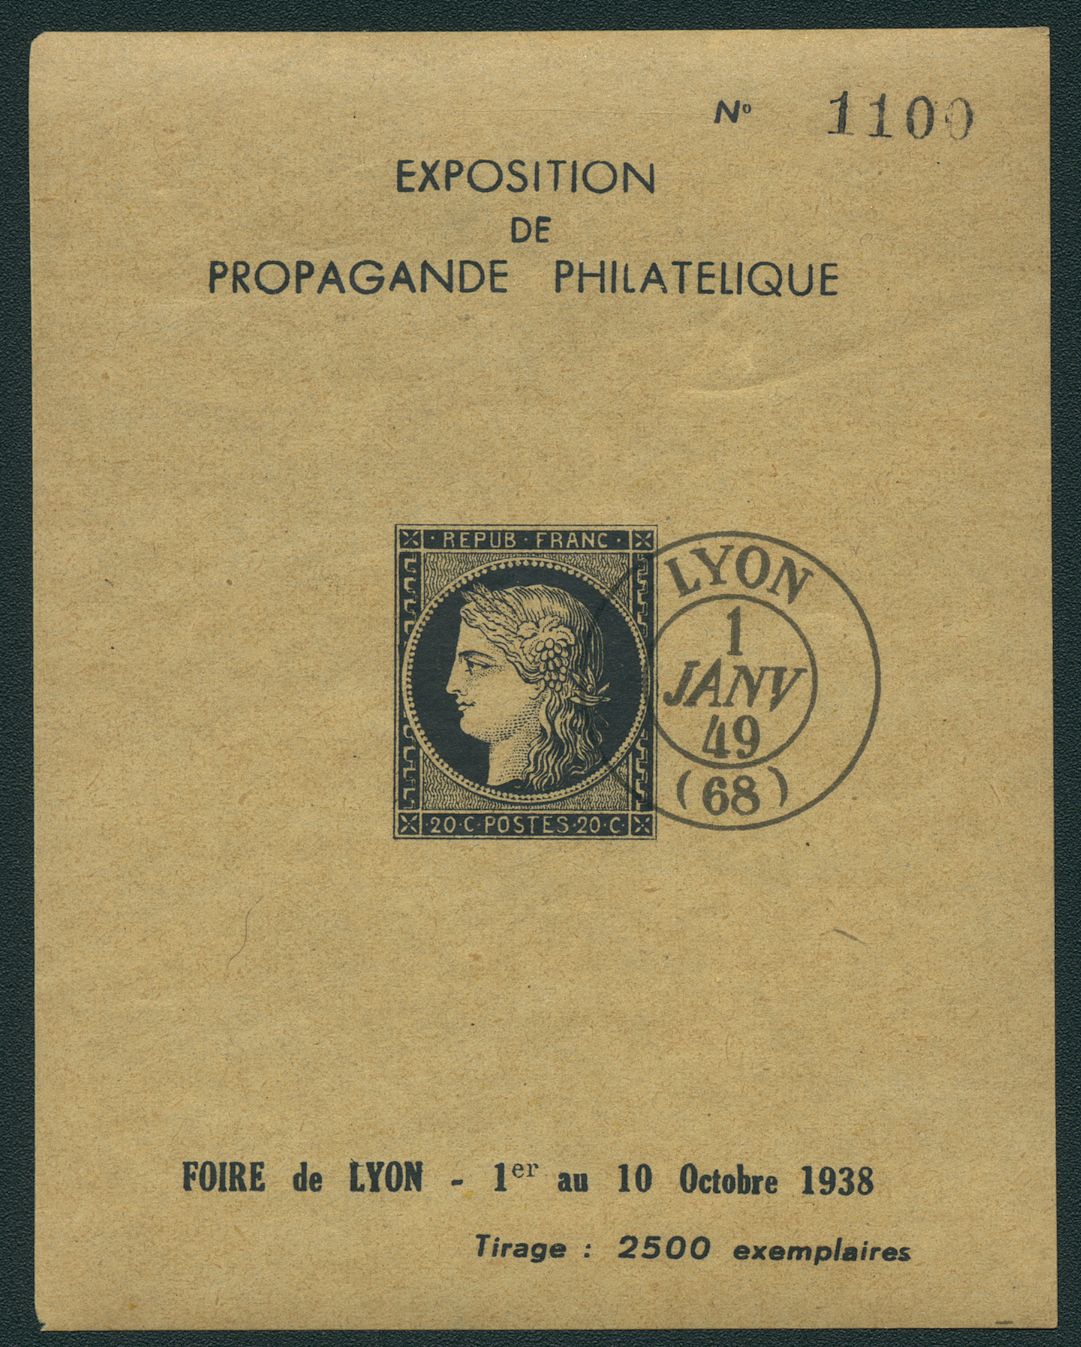 Nº 1100
EXPOSITION
DE
PROPAGANDE PHILATELIQUE
· REPUB · FRANC ·
· 20 · C · POSTES · 20 · C ·
LYON
1
JANV
49
(68)
FOIRE de LYON - 1er au 10 Octobre 1938
Tirage : 2500 exemplaires